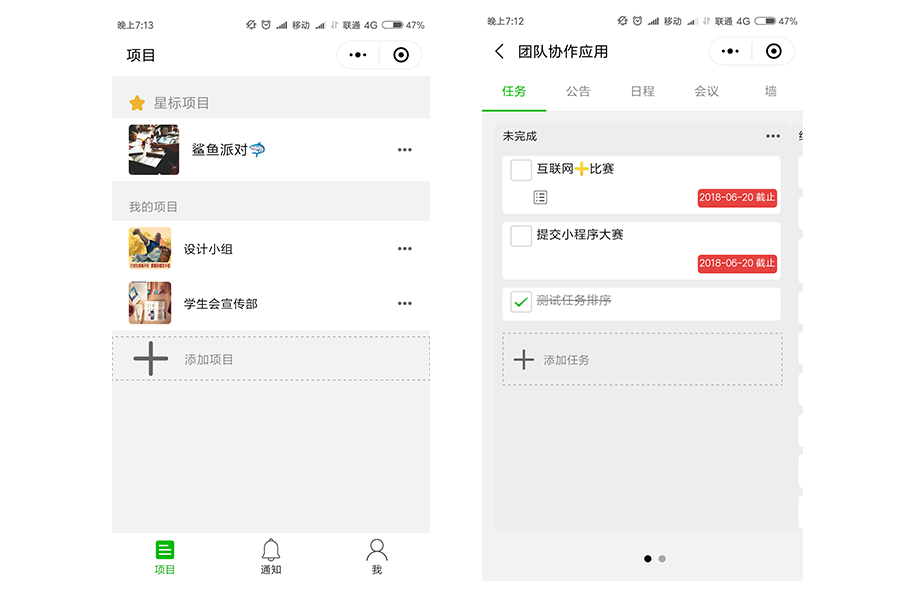 晚上7:13
移动
联通 4G
47%
项目
星标项目
鲨鱼派对
我的项目
设计小组
学生会宣传部
添加项目
项目
通知
我
晚上7:12
移动
联通 4G
47%
团队协作应用
任务
公告
日程
会议
墙
未完成
互联网➕比赛
2018-06-20 截止
提交小程序大赛
2018-06-20 截止
测试任务排序
添加任务